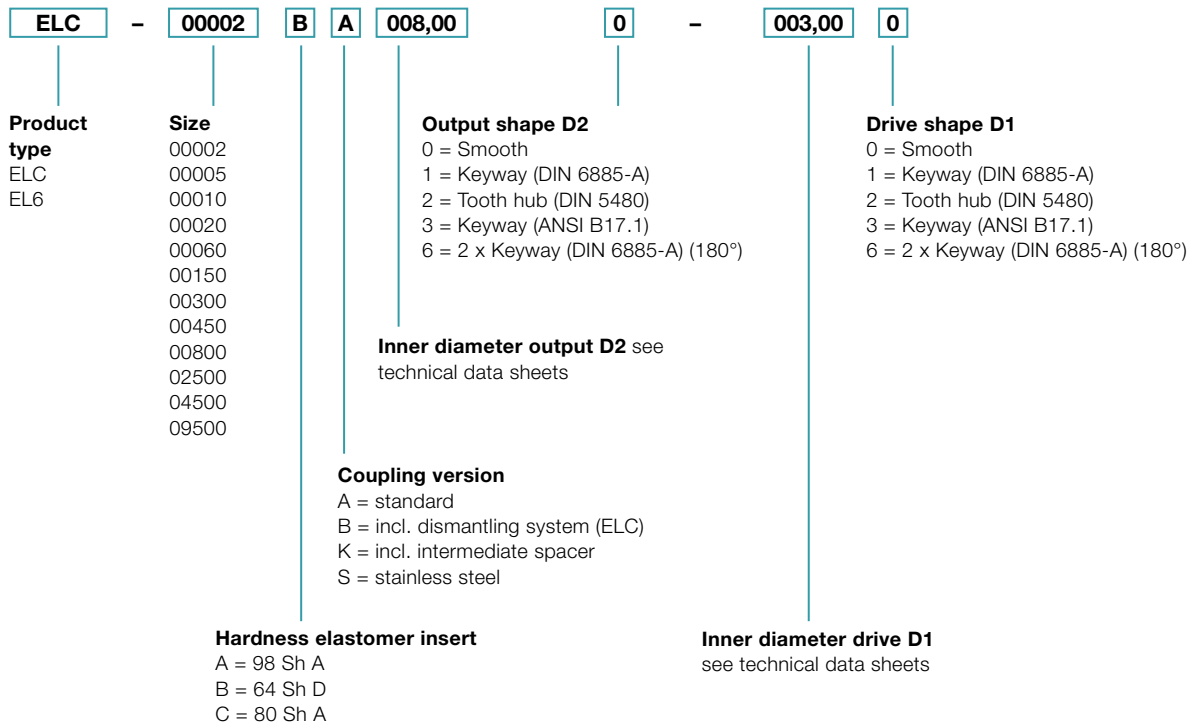 ELC – 00002 B A 008,00 0 – 003,00 0
Product
type
ELC
EL6
Size
00002
00005
00010
00020
00060
00150
00300
00450
00800
02500
04500
09500
Output shape D2
0 = Smooth
1 = Keyway (DIN 6885-A)
2 = Tooth hub (DIN 5480)
3 = Keyway (ANSI B17.1)
6 = 2 x Keyway (DIN 6885-A) (180°)
Drive shape D1
0 = Smooth
1 = Keyway (DIN 6885-A)
2 = Tooth hub (DIN 5480)
3 = Keyway (ANSI B17.1)
6 = 2 x Keyway (DIN 6885-A) (180°)
Inner diameter output D2 see
technical data sheets
Coupling version
A = standard
B = incl. dismantling system (ELC)
K = incl. intermediate spacer
S = stainless steel
Hardness elastomer insert
A = 98 Sh A
B = 64 Sh D
C = 80 Sh A
Inner diameter drive D1
see technical data sheets